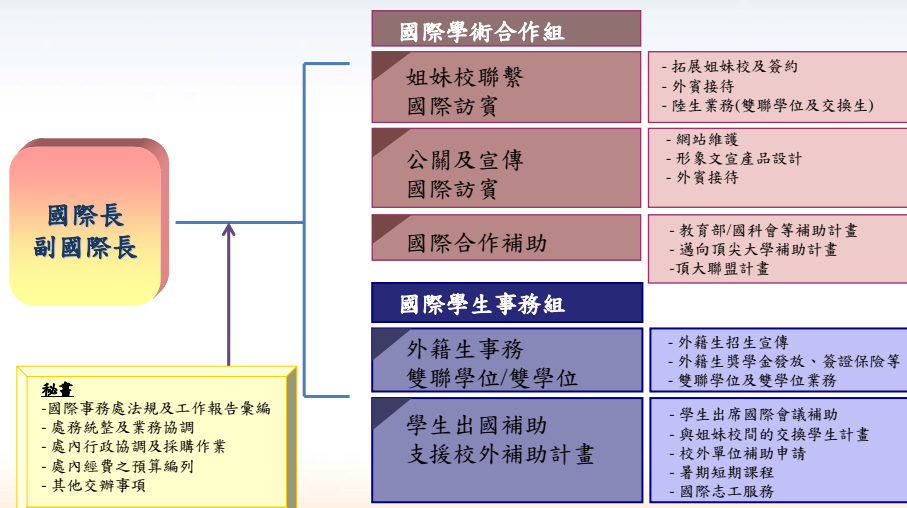 國際學術合作組
姐妹校聯繫
國際訪賓
- 拓展姐妹校及簽約
- 外賓接待
- 陸生業務(雙聯學位及交換生)
公關及宣傳
國際訪賓
- 網站維護
- 形象文宣產品設計
- 外賓接待
國際合作補助
- 教育部/國科會等補助計畫
- 邁向頂尖大學補助計畫
-頂大聯盟計畫
國際長
副國際長
國際學生事務組
外籍生事務
雙聯學位/雙學位
- 外籍生招生宣傳
- 外籍生獎學金發放、簽證保險等
- 雙聯學位及雙學位業務
學生出國補助
支援校外補助計畫
- 學生出席國際會議補助
- 與姐妹校間的交換學生計畫
- 校外單位補助申請
- 暑期短期課程
- 國際志工服務
秘書
-國際事務處法規及工作報告彙編
- 處務統整及業務協調
- 處內行政協調及採購作業
- 處內經費之預算編列
- 其他交辦事項